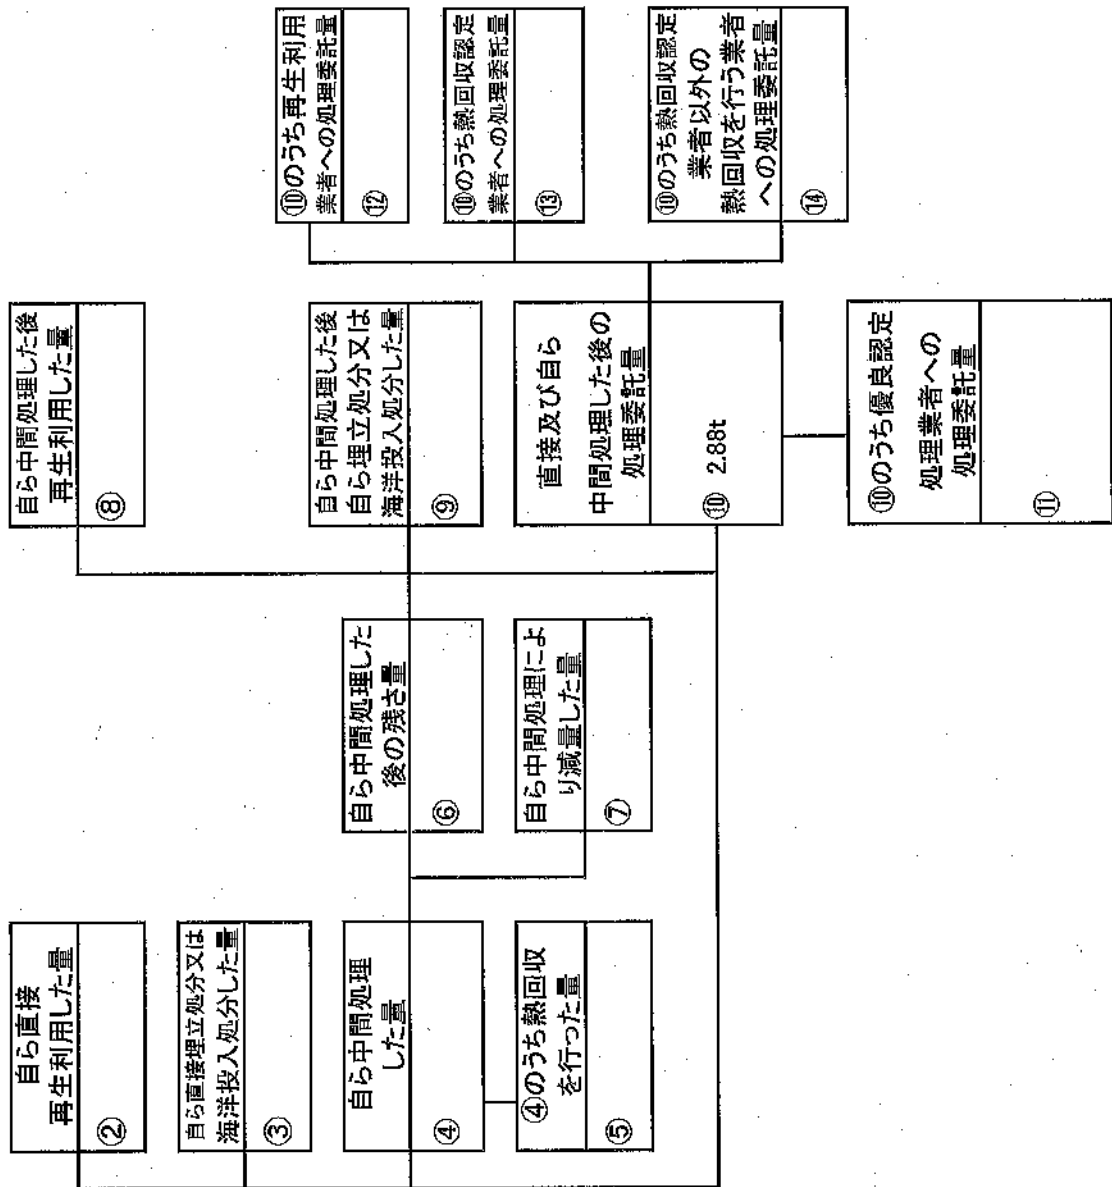 自ら直接
再生利用した量
②
自ら直接埋立処分又は
海洋投入処分した量
③
自ら中間処理
した量
④
④のうち熱回収
を行った量
⑤
自ら中間処理した
後の残さ量
⑥
自ら中間処理によ
り減量した量
⑦
自ら中間処理した後
再生利用した量
⑧
自ら中間処理した後
自ら埋立処分又は
海洋投入処分した量
⑨
直接及び自ら
中間処理した後の
処理委託量
⑩ 2.88t
⑩のうち優良認定
処理業者への
処理委託量
⑪
⑩のうち再生利用
業者への処理委託量
⑫
⑩のうち熱回収認定
業者への処理委託量
⑬
⑩のうち熱回収認定
業者以外の
熱回収を行う業者
への処理委託量
⑭